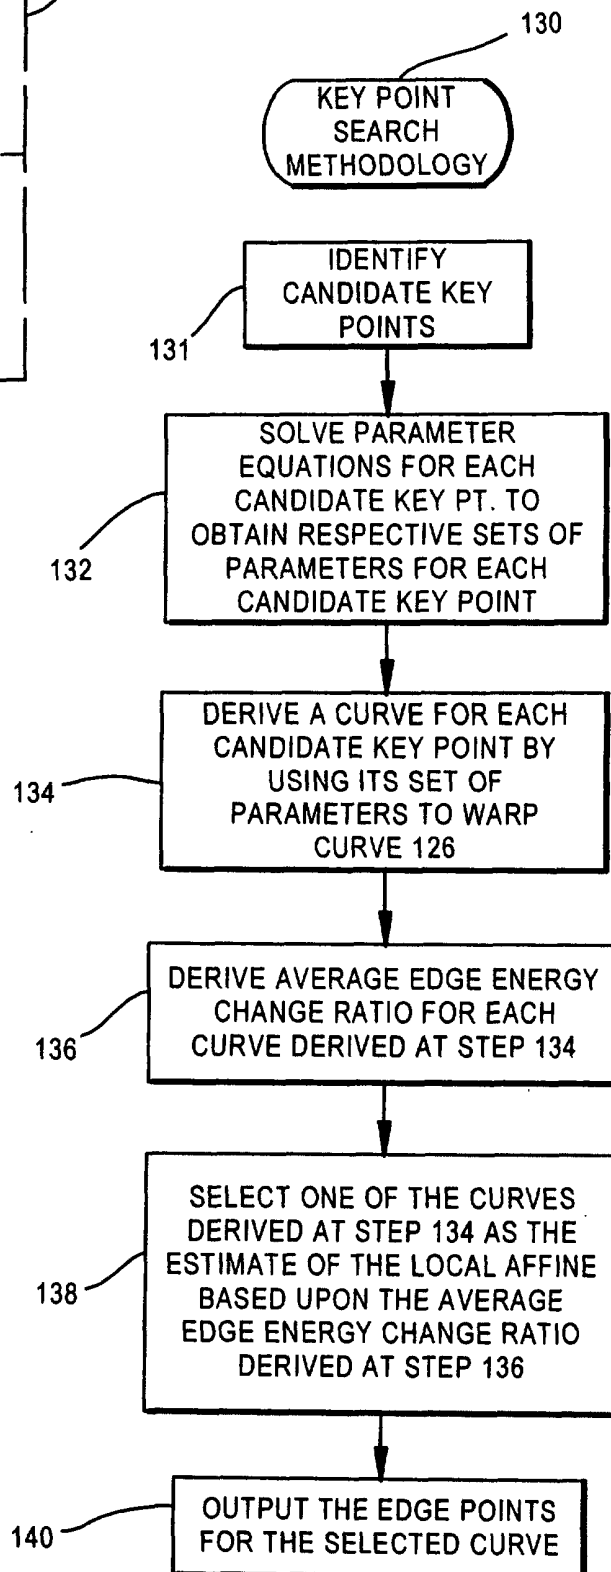 130
KEY POINT
SEARCH
METHODOLOGY
IDENTIFY
CANDIDATE KEY
POINTS
131
SOLVE PARAMETER
EQUATIONS FOR EACH
CANDIDATE KEY PT. TO
OBTAIN RESPECTIVE SETS OF
PARAMETERS FOR EACH
CANDIDATE KEY POINT
132
DERIVE A CURVE FOR EACH
CANDIDATE KEY POINT BY
USING ITS SET OF
PARAMETERS TO WARP
CURVE 126
134
DERIVE AVERAGE EDGE ENERGY
CHANGE RATIO FOR EACH
CURVE DERIVED AT STEP 134
136
SELECT ONE OF THE CURVES
DERIVED AT STEP 134 AS THE
ESTIMATE OF THE LOCAL AFFINE
BASED UPON THE AVERAGE
EDGE ENERGY CHANGE RATIO
DERIVED AT STEP 136
138
OUTPUT THE EDGE POINTS
FOR THE SELECTED CURVE
140